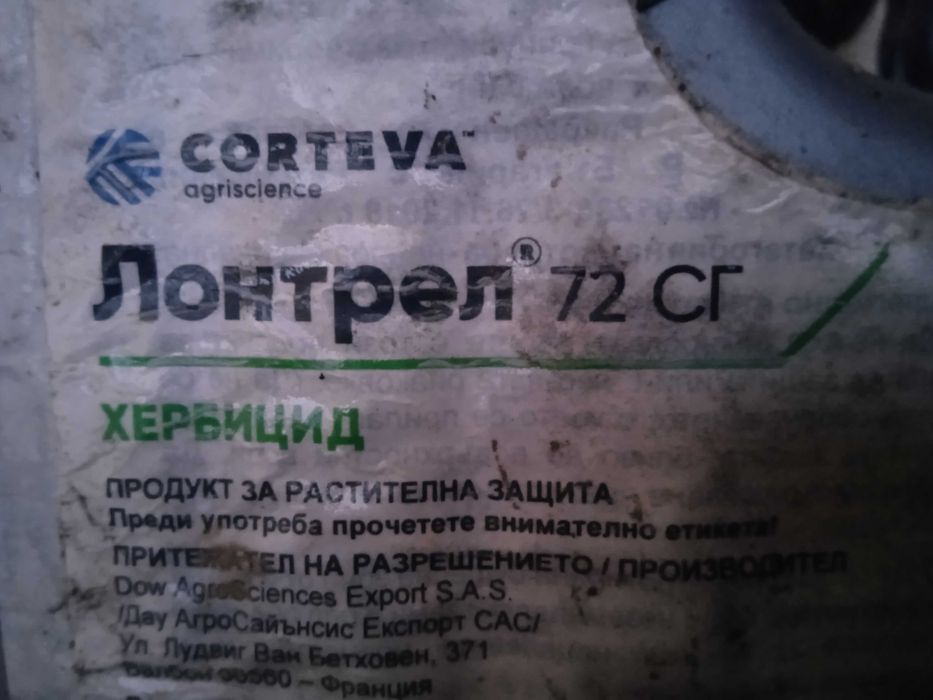 CORTEVA™
agriscience
Лонтрел® 72 СГ
ХЕРБИЦИД
ПРОДУКТ ЗА РАСТИТЕЛНА ЗАЩИТА
Преди употреба прочетете внимателно етикета!
ПРИТЕЖАТЕЛ НА РАЗРЕШЕНИЕТО / ПРОИЗВОДИТЕЛ
Dow AgroSciences Export S.A.S.
/Дау АгроСайънсис Експорт САС/
Ул. Лудвиг Ван Бетховен, 371
– Франция